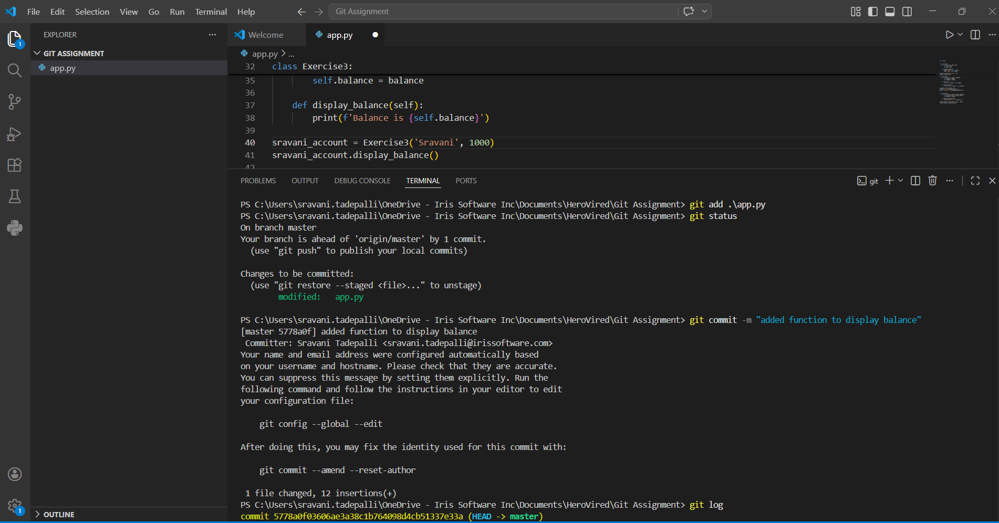 File Edit Selection View Go Run Terminal Help
Git Assignment
EXPLORER
GIT ASSIGNMENT
app.py
1
Welcome
app.py
app.py > ...
32 class Exercise3:
35 self.balance = balance
36
37 def display_balance(self):
38 print(f'Balance is {self.balance}')
39
40 sravani_account = Exercise3('Sravani', 1000)
41 sravani_account.display_balance()
42
PROBLEMS OUTPUT DEBUG CONSOLE TERMINAL PORTS
git
PS C:\Users\sravani.tadepalli\OneDrive - Iris Software Inc\Documents\HeroVired\Git Assignment> git add .\app.py
PS C:\Users\sravani.tadepalli\OneDrive - Iris Software Inc\Documents\HeroVired\Git Assignment> git status
On branch master
Your branch is ahead of 'origin/master' by 1 commit.
(use "git push" to publish your local commits)
Changes to be committed:
(use "git restore --staged <file>..." to unstage)
modified: app.py
PS C:\Users\sravani.tadepalli\OneDrive - Iris Software Inc\Documents\HeroVired\Git Assignment> git commit -m "added function to display balance"
[master 5778a0f] added function to display balance
Committer: Sravani Tadepalli <sravani.tadepalli@irissoftware.com>
Your name and email address were configured automatically based
on your username and hostname. Please check that they are accurate.
You can suppress this message by setting them explicitly. Run the
following command and follow the instructions in your editor to edit
your configuration file:
git config --global --edit
After doing this, you may fix the identity used for this commit with:
git commit --amend --reset-author
1 file changed, 12 insertions(+)
PS C:\Users\sravani.tadepalli\OneDrive - Iris Software Inc\Documents\HeroVired\Git Assignment> git log
commit 5778a0f03606ae3a38c1b764098d4cb51337e33a (HEAD -> master)
1
OUTLINE